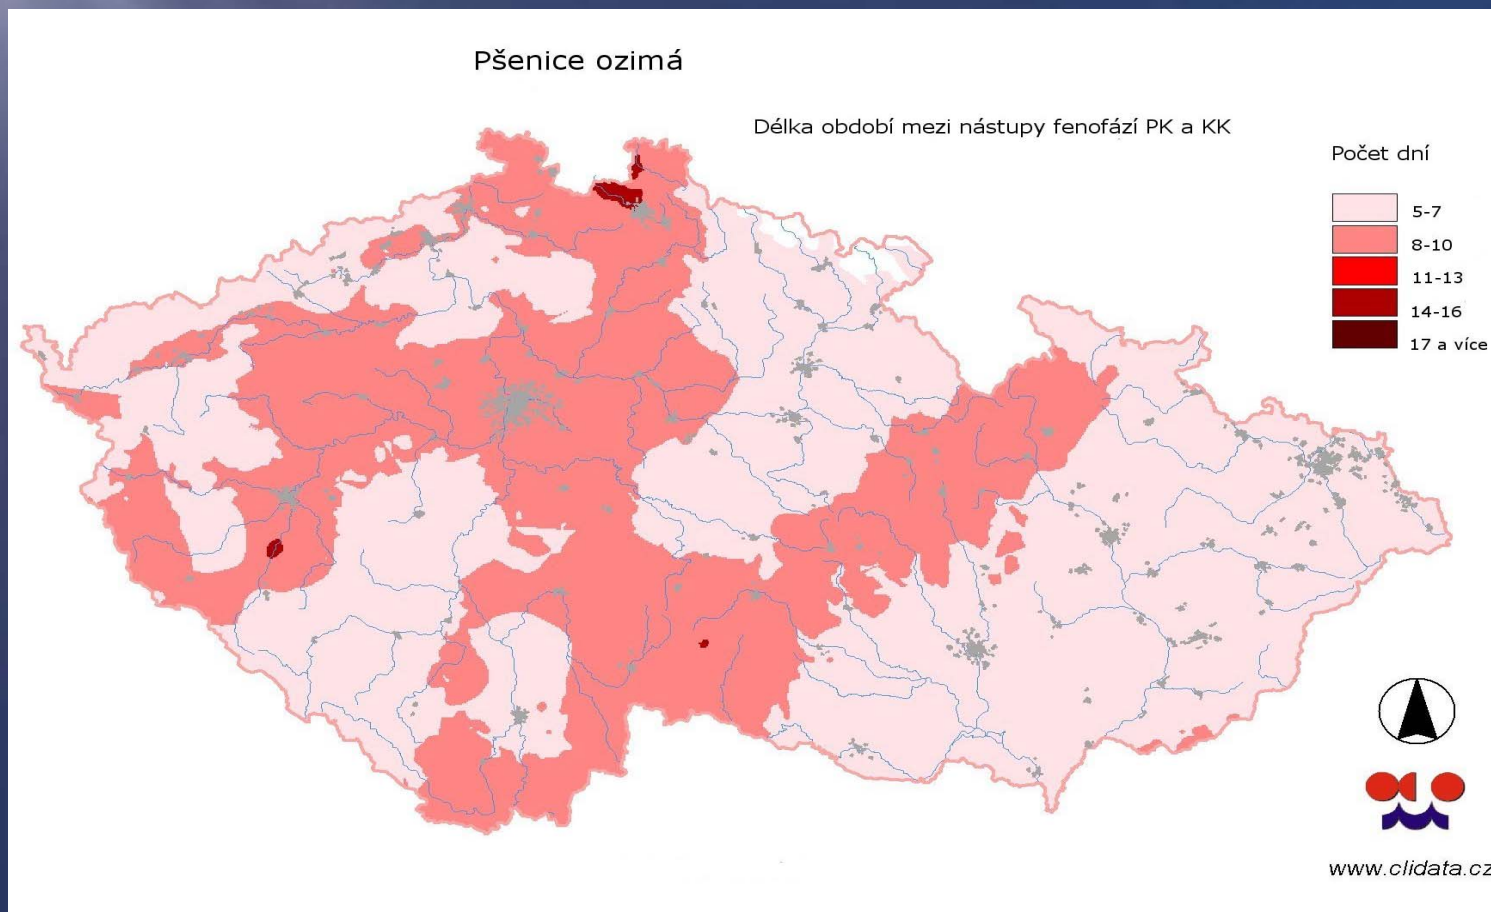 Pšenice ozimá
Délka období mezi nástupy fenofází PK a KK
Počet dní
5-7
8-10
11-13
14-16
17 a více
www.clidata.cz